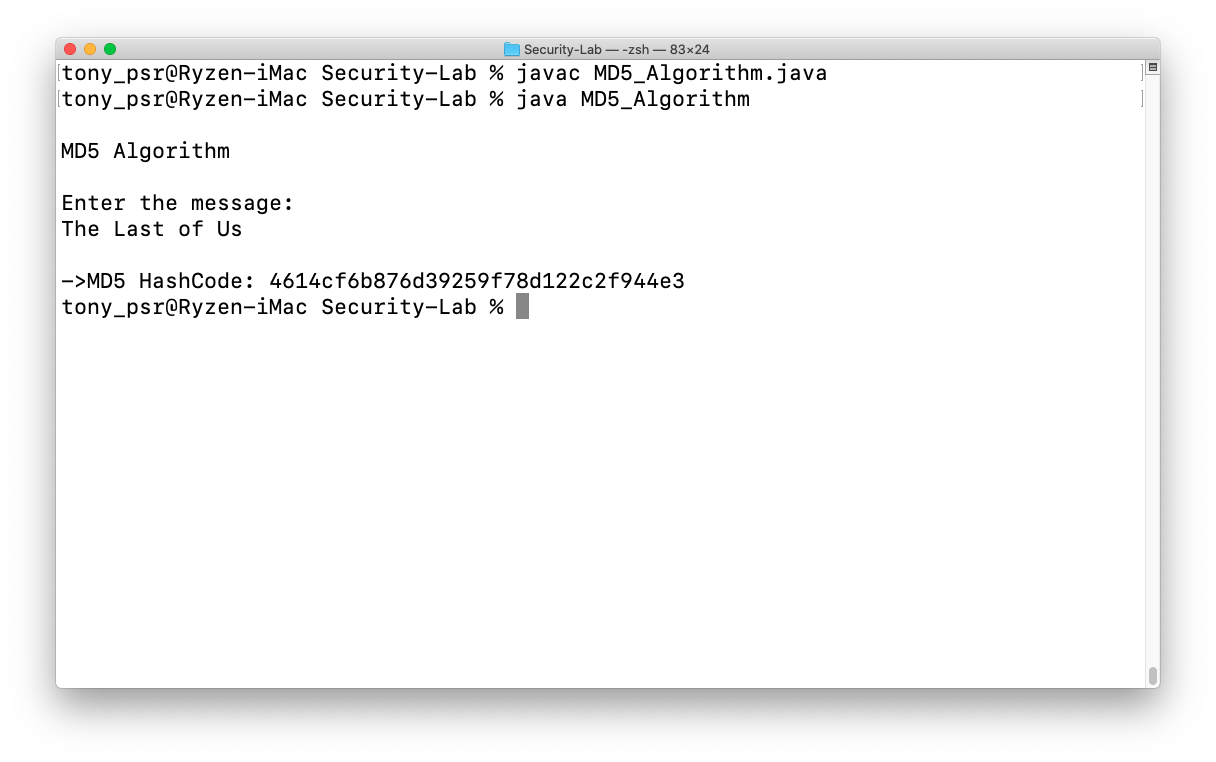 Security-Lab — -zsh — 83×24
tony_psr@Ryzen-iMac Security-Lab % javac MD5_Algorithm.java
tony_psr@Ryzen-iMac Security-Lab % java MD5_Algorithm
MD5 Algorithm
Enter the message:
The Last of Us
->MD5 HashCode: 4614cf6b876d39259f78d122c2f944e3
tony_psr@Ryzen-iMac Security-Lab %